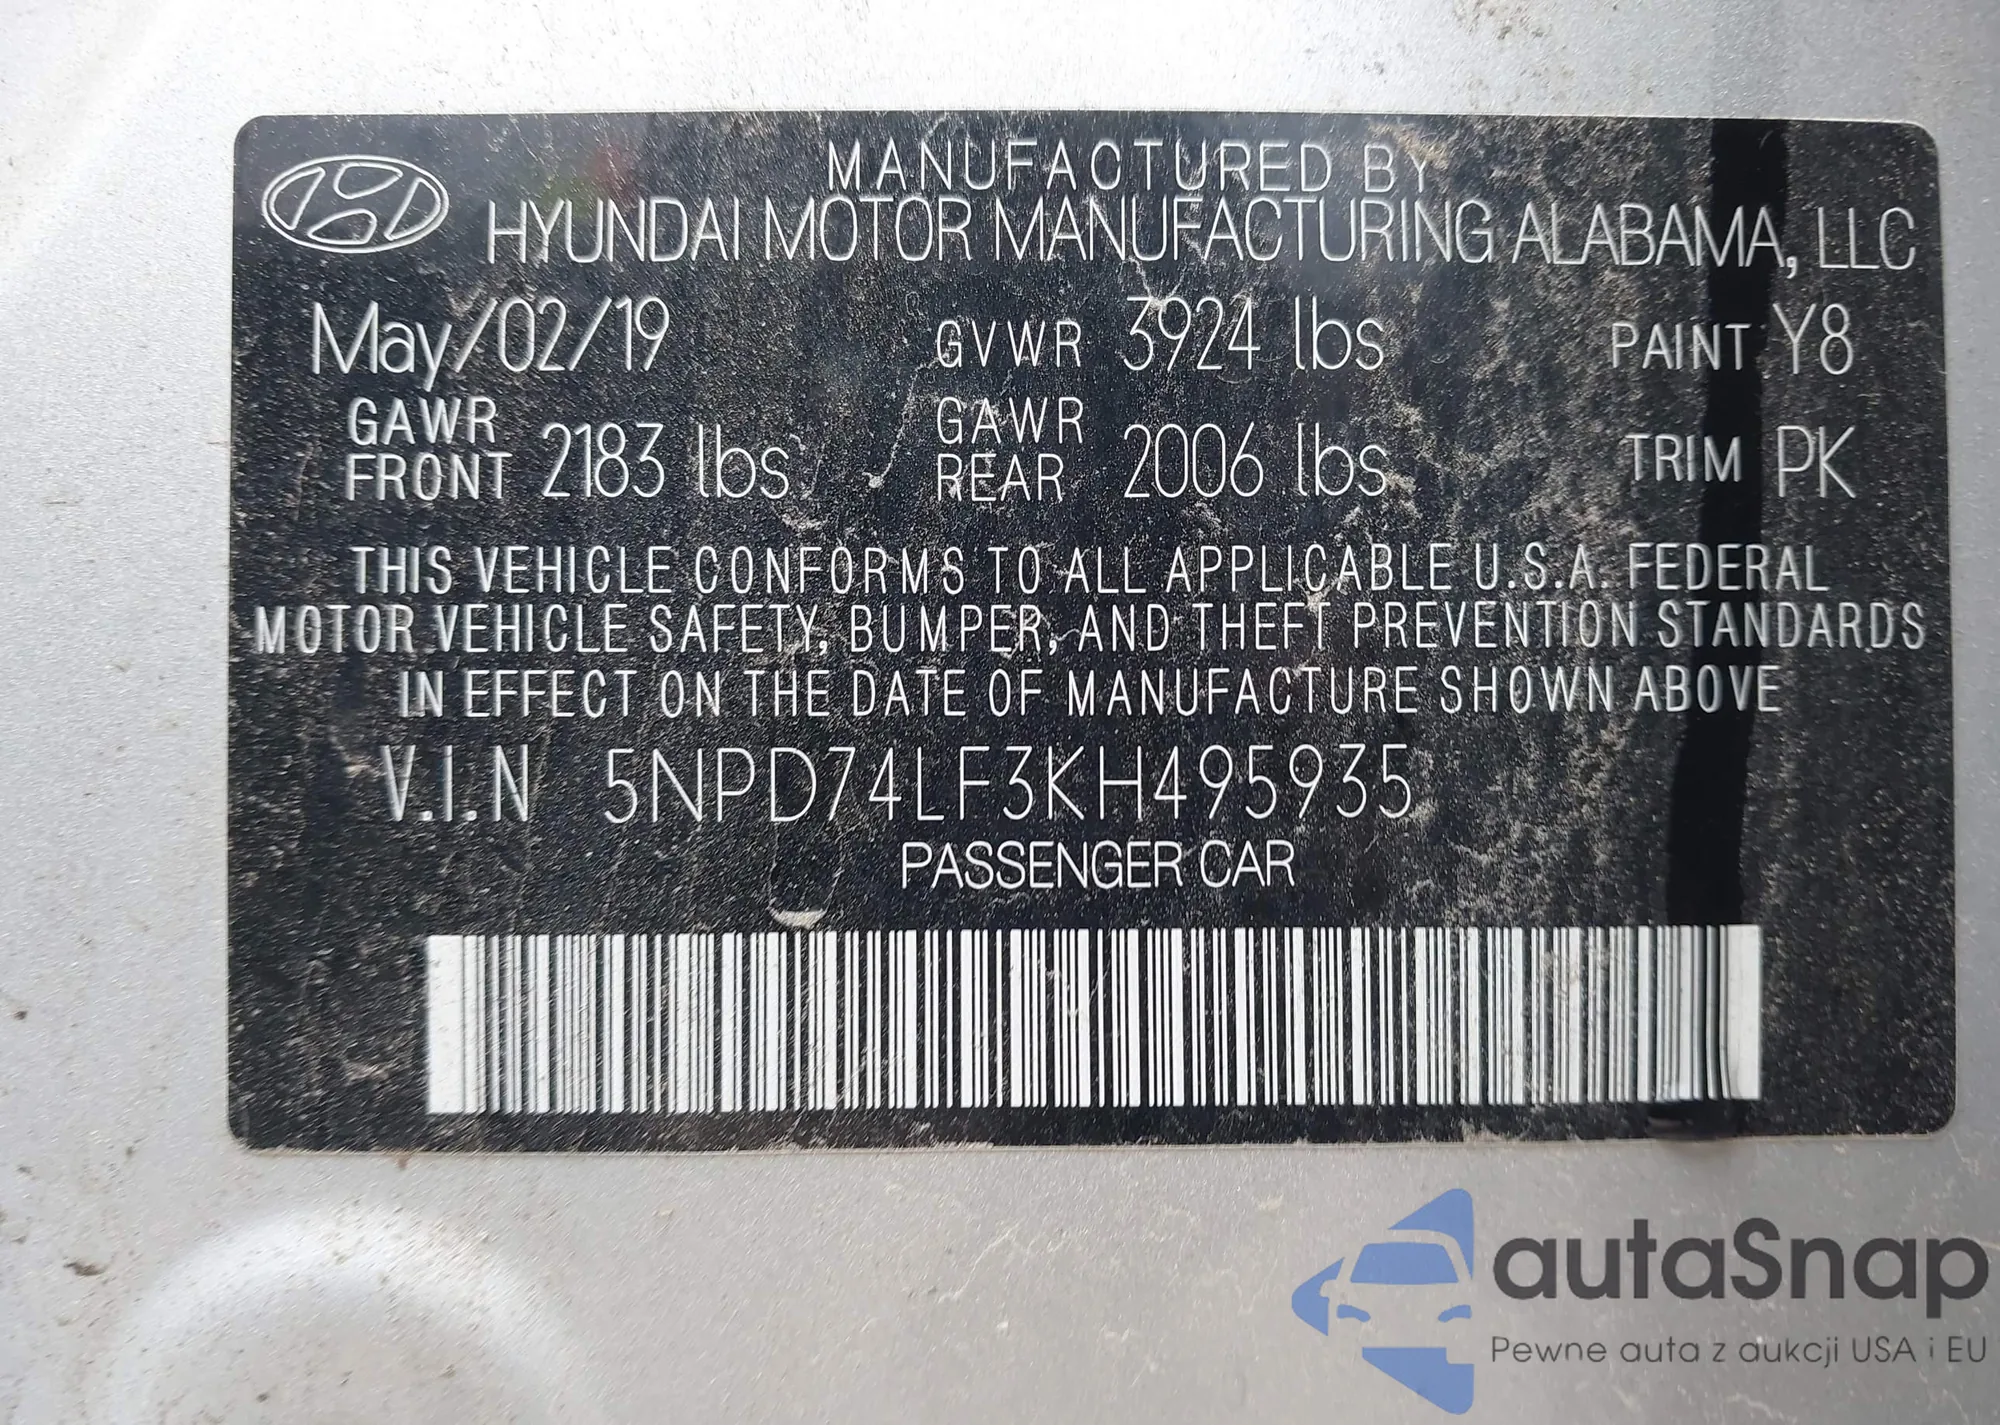 MANUFACTURED BY
HYUNDAI MOTOR MANUFACTURING ALABAMA, LLC
May/02/19 GVWR 3924 lbs PAINT Y8
GAWR FRONT 2183 lbs GAWR REAR 2006 lbs TRIM PK
THIS VEHICLE CONFORMS TO ALL APPLICABLE U.S.A. FEDERAL
MOTOR VEHICLE SAFETY, BUMPER, AND THEFT PREVENTION STANDARDS
IN EFFECT ON THE DATE OF MANUFACTURE SHOWN ABOVE
V.I.N 5NPD74LF3KH495935
PASSENGER CAR
autaSnap
Pewne auta z aukcji USA i EU